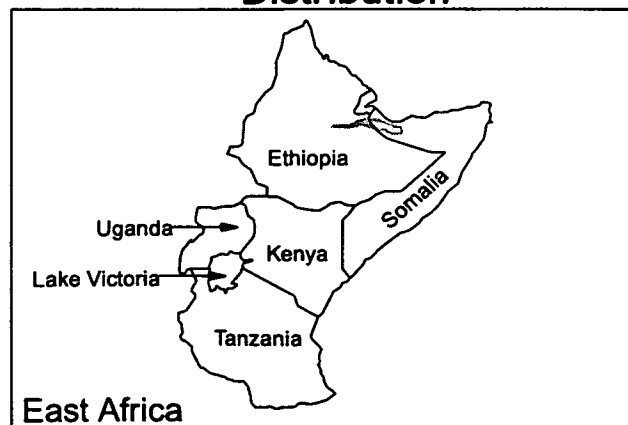 Distribution
Ethiopia
Somalia
Uganda
Kenya
Lake Victoria
Tanzania
East Africa